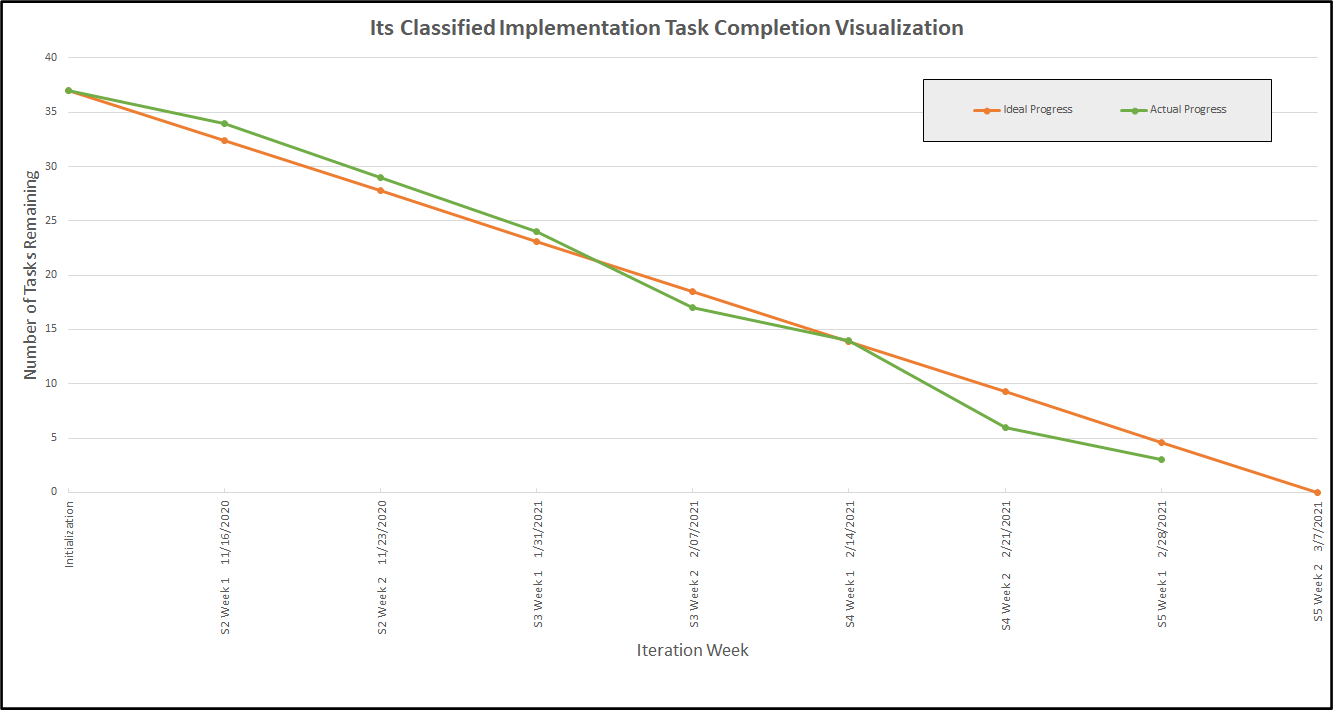 Its Classified Implementation Task Completion Visualization
40
35
30
25
20
15
10
5
0
Number of Tasks Remaining
Ideal Progress
Actual Progress
Initialization
S2 Week 1 11/16/2020
S2 Week 2 11/23/2020
S3 Week 1 1/31/2021
S3 Week 2 2/07/2021
S4 Week 1 2/14/2021
S4 Week 2 2/21/2021
S5 Week 1 2/28/2021
S5 Week 2 3/7/2021
Iteration Week